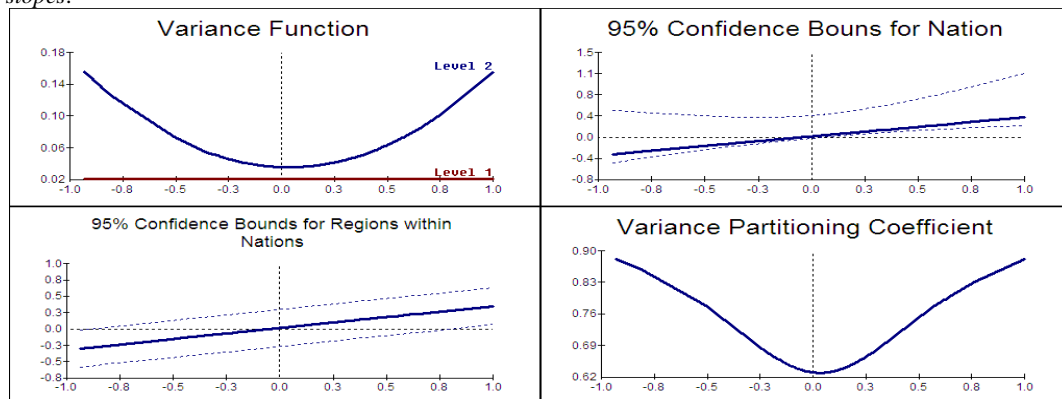 slopes.
Variance Function
0.18
0.14
0.10
0.06
0.02
Level 2
Level 1
-1.0 -0.8 -0.5 -0.3 0.0 0.3 0.5 0.8 1.0
95% Confidence Bouns for Nation
1.5
1.1
0.8
0.4
0.0
-0.4
-0.8
-1.0 -0.8 -0.5 -0.3 0.0 0.3 0.5 0.8 1.0
95% Confidence Bounds for Regions within
Nations
1.0
0.8
0.5
0.3
0.0
-0.3
-0.5
-0.8
-1.0 -0.8 -0.5 -0.3 0.0 0.3 0.5 0.8 1.0
Variance Partitioning Coefficient
0.90
0.83
0.76
0.69
0.62
-1.0 -0.8 -0.5 -0.3 0.0 0.3 0.5 0.8 1.0